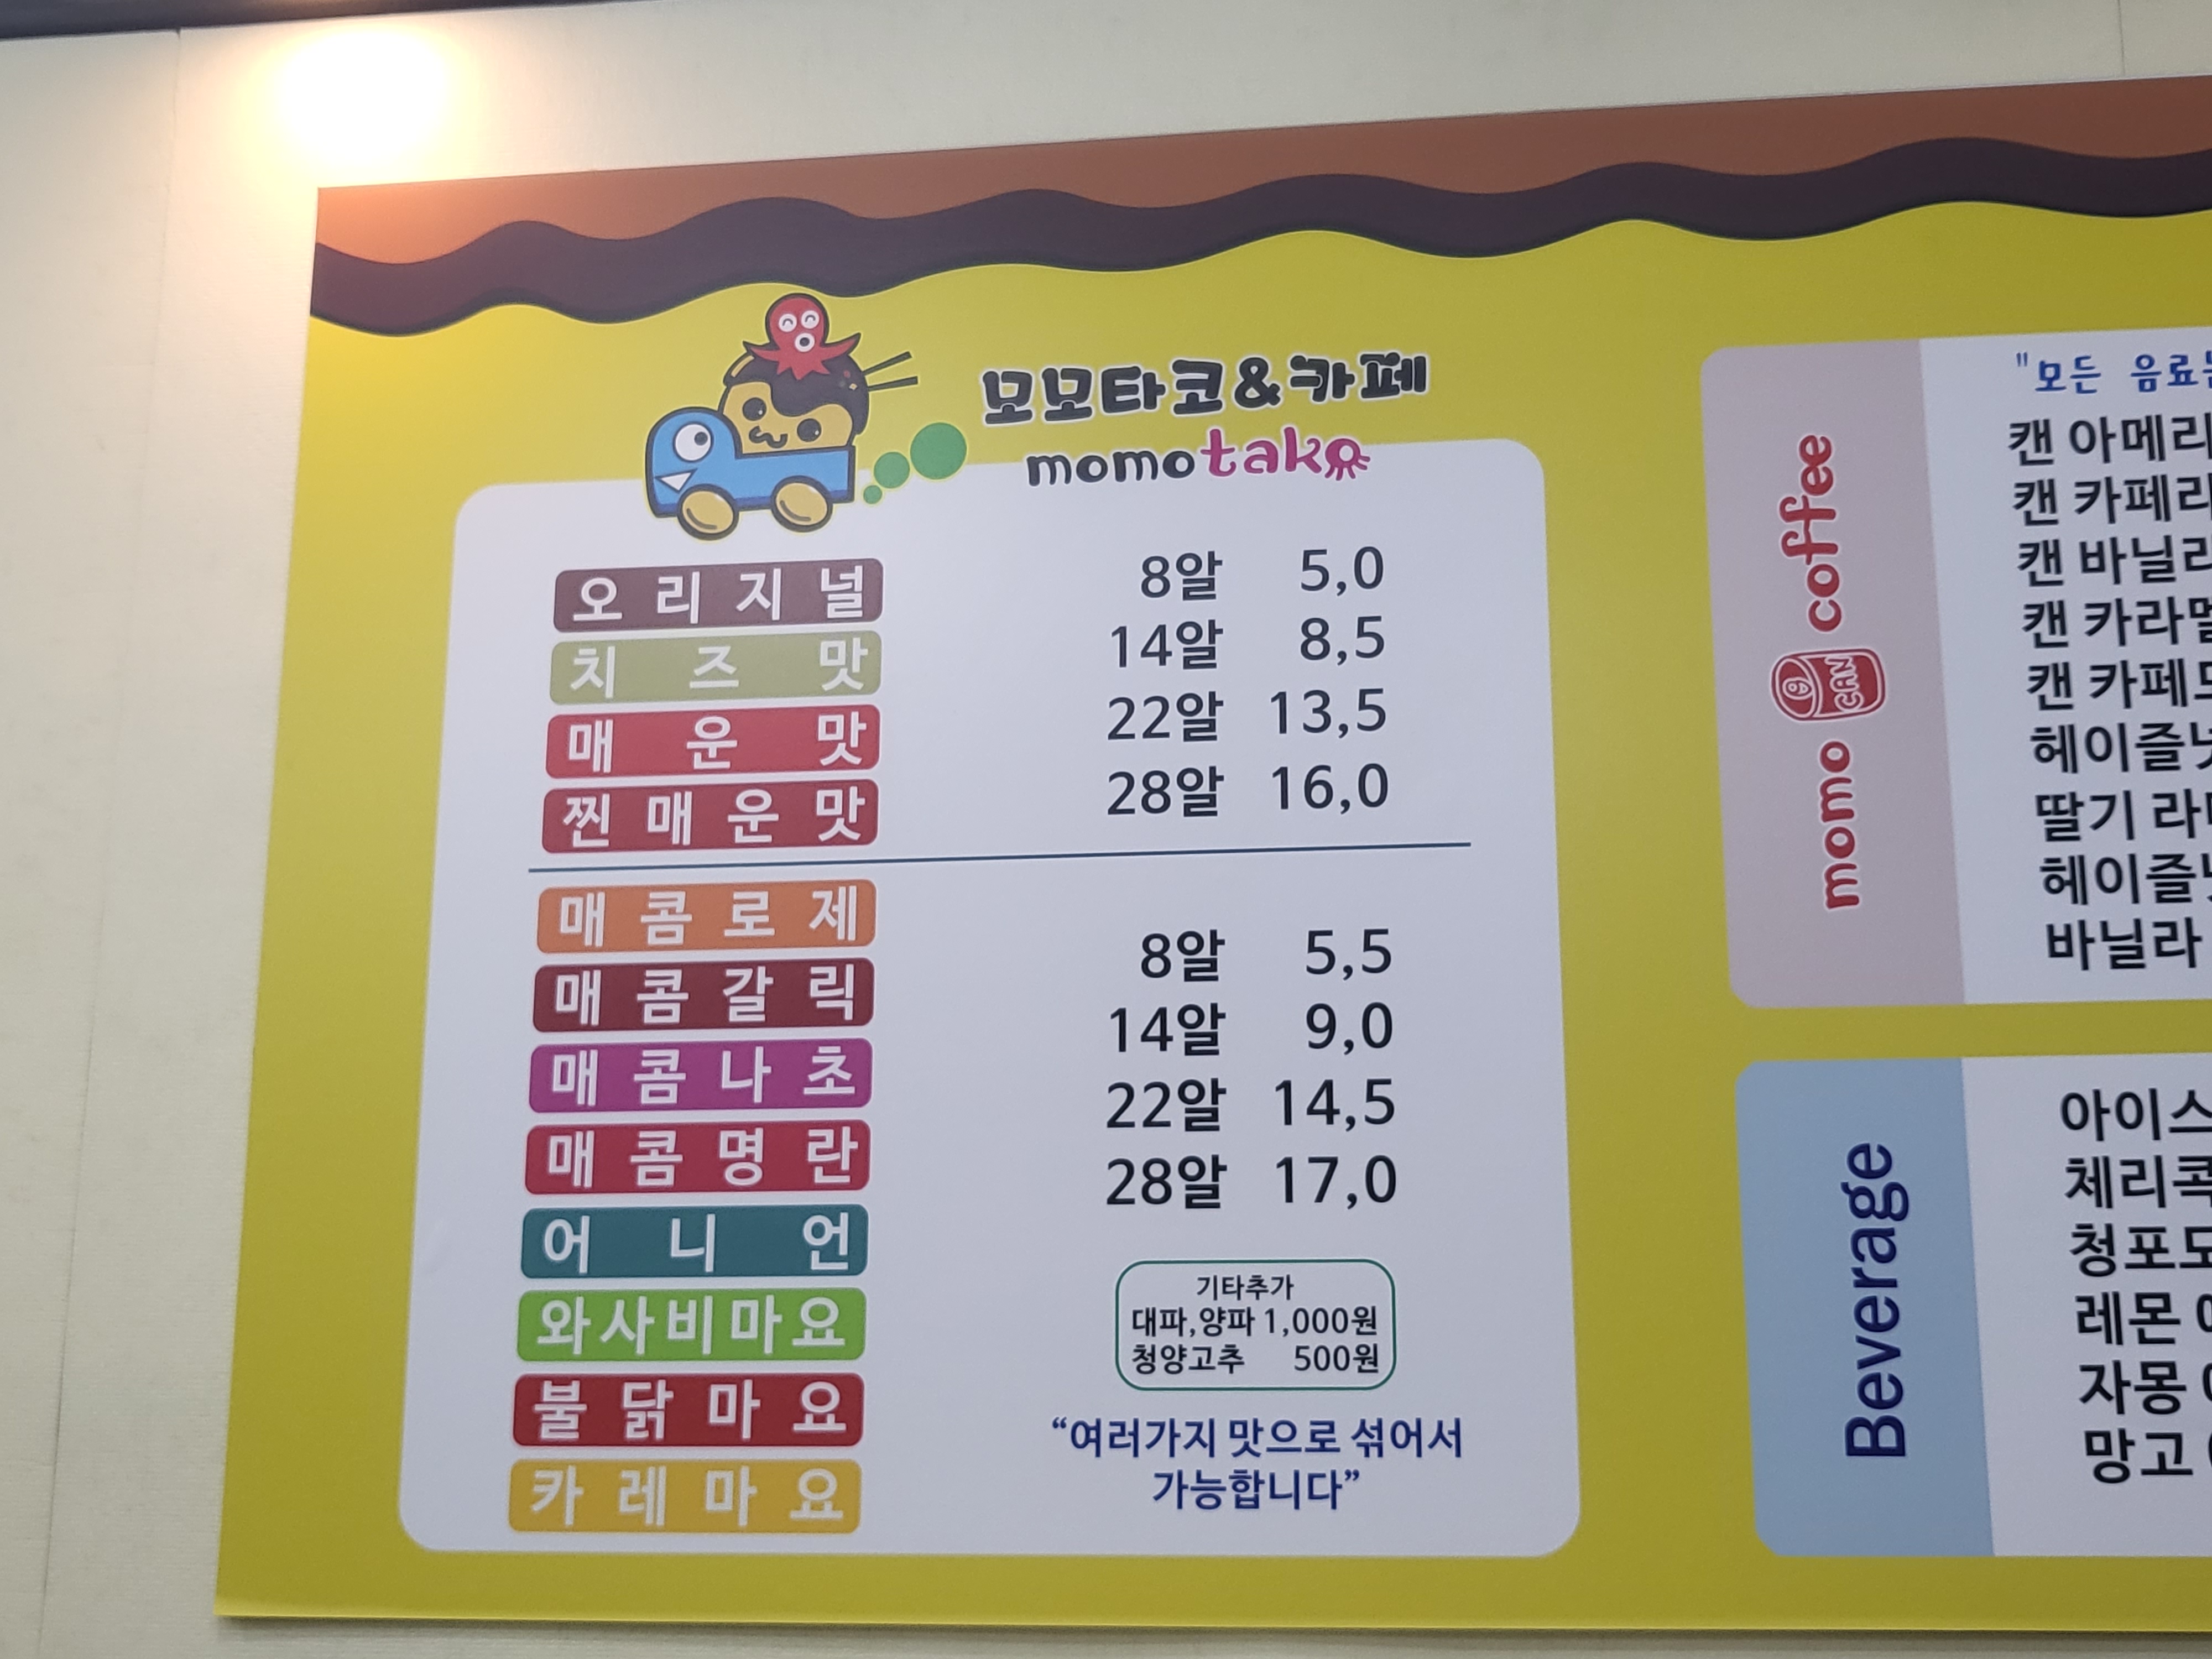 모모타코&카페
momotako
오리지널
치즈맛
매운맛
찐매운맛
8알 5,0
14알 8,5
22알 13,5
28알 16,0
매콤로제
매콤갈릭
매콤나초
매콤명란
어니언
와사비마요
불닭마요
카레마요
8알 5,5
14알 9,0
22알 14,5
28알 17,0
기타추가
대파,양파 1,000원
청양고추 500원
“여러가지 맛으로 섞어서
가능합니다”
momo CAN coffee
"모든
캔 아메리
캔 카페라
캔 바닐라
캔 카라멜
캔 카페모
헤이즐넛
딸기 라
헤이즐넛
바닐라
Beverage
아이스
체리콕
청포도
레몬
자몽
망고